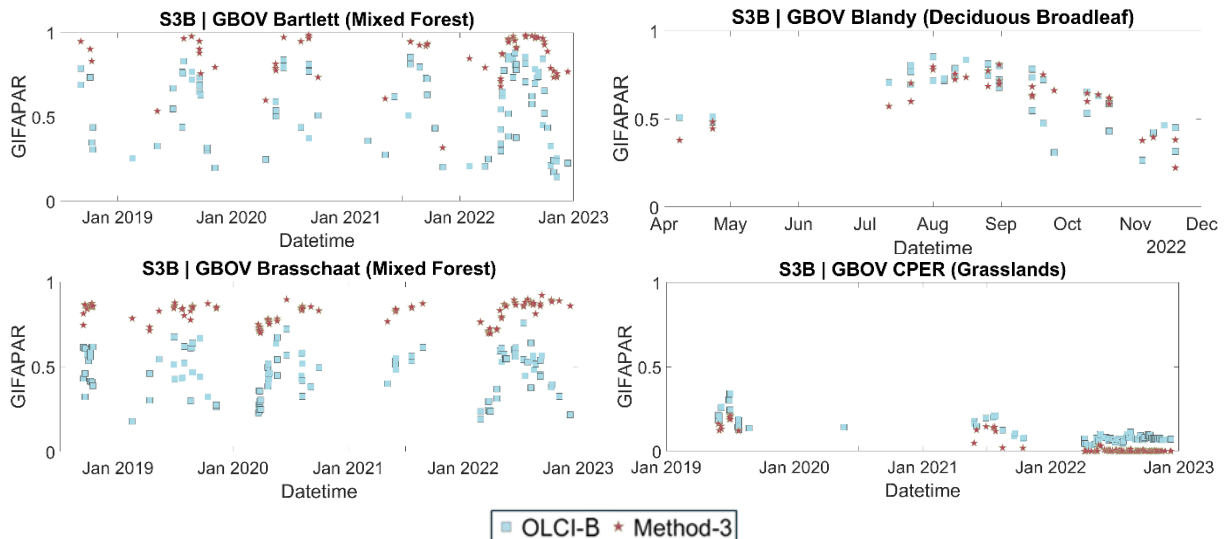 S3B | GBOV Bartlett (Mixed Forest)
1
0.5
0
GIFAPAR
Jan 2019 Jan 2020 Jan 2021 Jan 2022 Jan 2023
Datetime
S3B | GBOV Blandy (Deciduous Broadleaf)
1
0.5
0
GIFAPAR
Apr May Jun Jul Aug Sep Oct Nov Dec
Datetime 2022
S3B | GBOV Brasschaat (Mixed Forest)
1
0.5
0
GIFAPAR
Jan 2019 Jan 2020 Jan 2021 Jan 2022 Jan 2023
Datetime
S3B | GBOV CPER (Grasslands)
1
0.5
0
GIFAPAR
Jan 2019 Jan 2020 Jan 2021 Jan 2022 Jan 2023
Datetime
OLCI-B Method-3